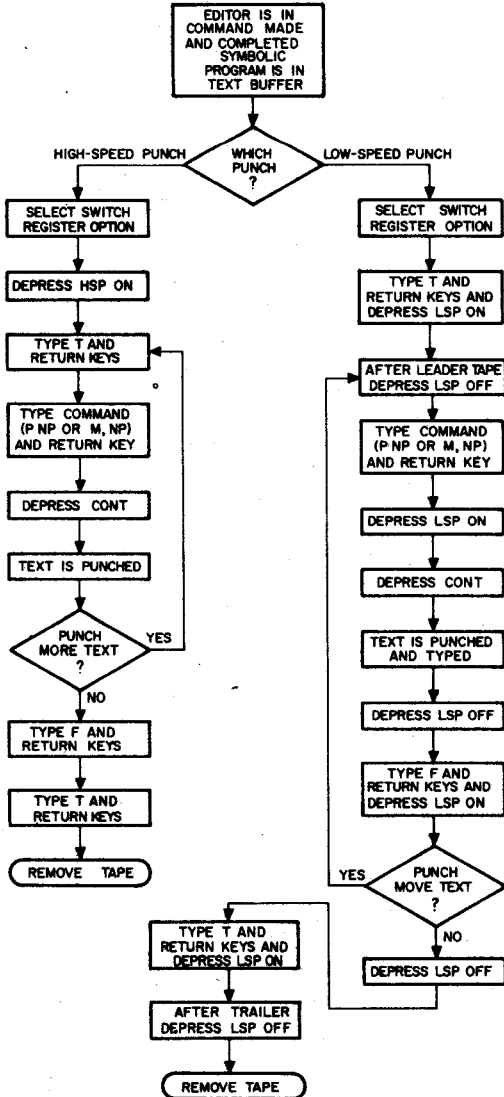 EDITOR IS IN
COMMAND MADE
AND COMPLETED
SYMBOLIC
PROGRAM IS IN
TEXT BUFFER
WHICH
PUNCH
?
HIGH-SPEED PUNCH
SELECT SWITCH
REGISTER OPTION
DEPRESS HSP ON
TYPE T AND
RETURN KEYS
TYPE COMMAND
(P NP OR M, NP)
AND RETURN KEY
DEPRESS CONT
TEXT IS PUNCHED
PUNCH
MORE TEXT
?
YES
NO
TYPE F AND
RETURN KEYS
TYPE T AND
RETURN KEYS
REMOVE TAPE
LOW-SPEED PUNCH
SELECT SWITCH
REGISTER OPTION
TYPE T AND
RETURN KEYS AND
DEPRESS LSP ON
AFTER LEADER TAPE
DEPRESS LSP OFF
TYPE COMMAND
(P NP OR M, NP)
AND RETURN KEY
DEPRESS LSP ON
DEPRESS CONT
TEXT IS PUNCHED
AND TYPED
DEPRESS LSP OFF
TYPE F AND
RETURN KEYS AND
DEPRESS LSP ON
PUNCH
MOVE TEXT
?
YES
NO
DEPRESS LSP OFF
TYPE T AND
RETURN KEYS AND
DEPRESS LSP ON
AFTER TRAILER
DEPRESS LSP OFF
REMOVE TAPE